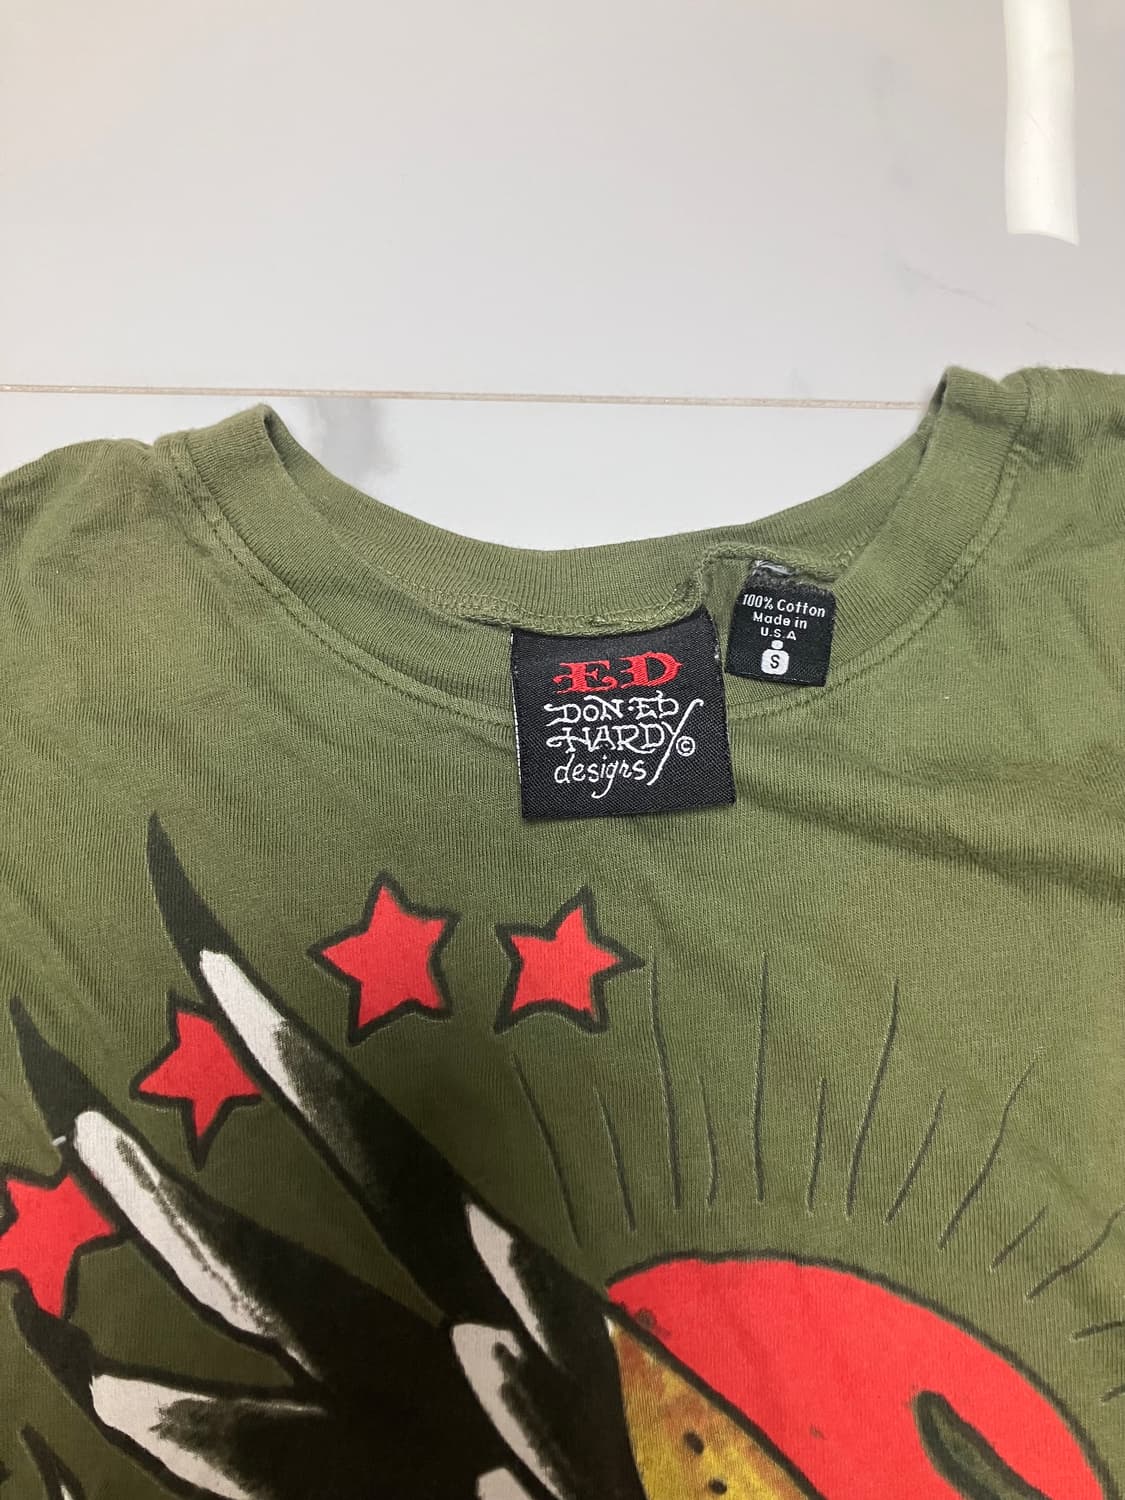 ED
DON·ED
HARDY ©
designs
100% Cotton
Made in
U.S.A
S